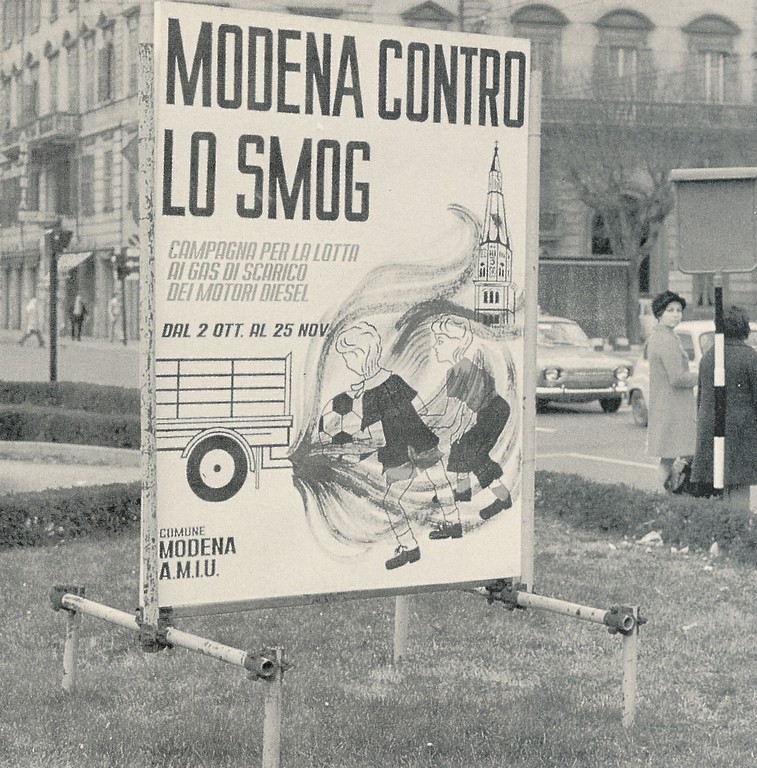 MODENA CONTRO
LO SMOG
CAMPAGNA PER LA LOTTA
AI GAS DI SCARICO
DEI MOTORI DIESEL
DAL 2 OTT. AL 25 NOV.
COMUNE
MODENA
A.M.I.U.